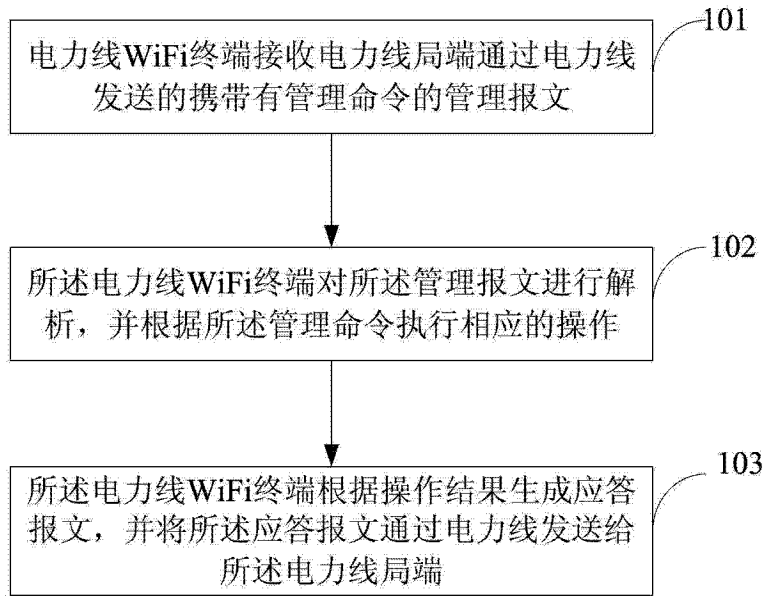 101
电力线WiFi终端接收电力线局端通过电力线
发送的携带有管理命令的管理报文
102
所述电力线WiFi终端对所述管理报文进行解
析，并根据所述管理命令执行相应的操作
103
所述电力线WiFi终端根据操作结果生成应答
报文，并将所述应答报文通过电力线发送给
所述电力线局端